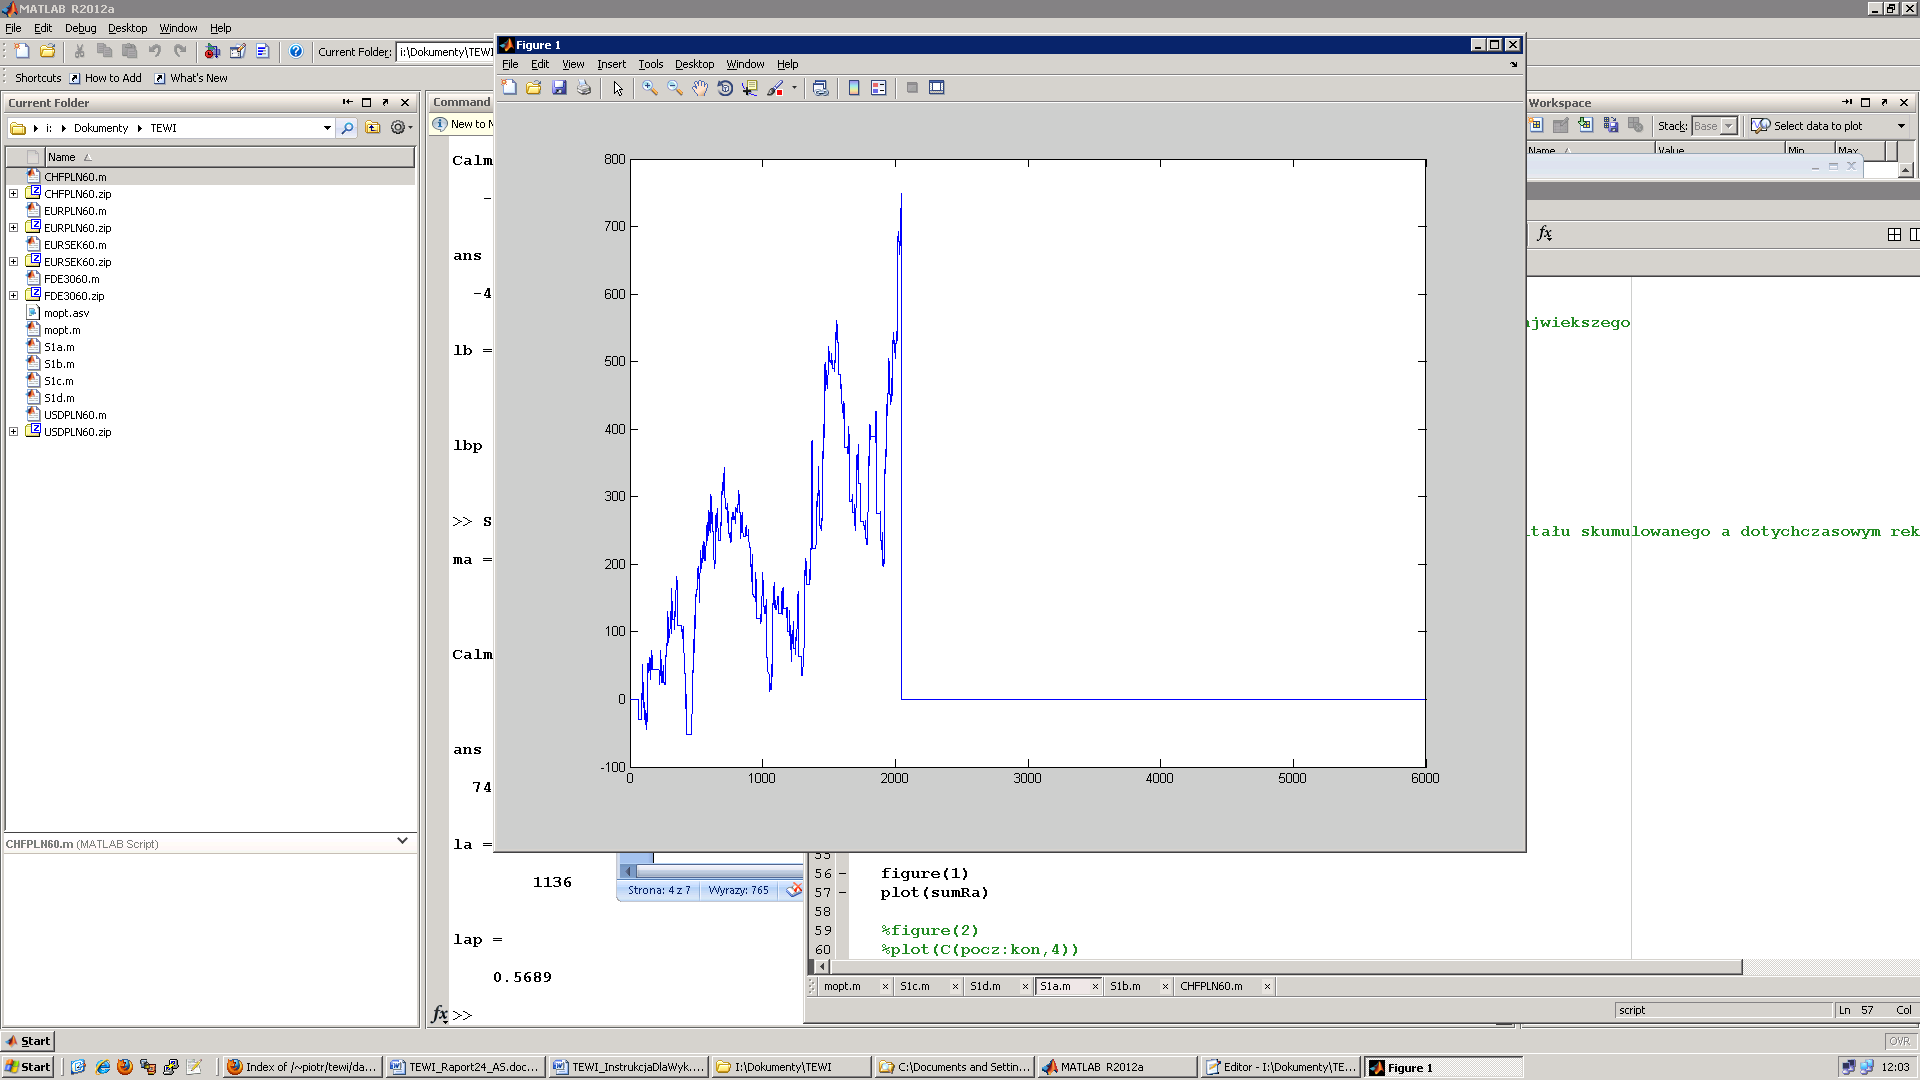 MATLAB R2012a
File Edit Debug Desktop Window Help
Current Folder: i:\Dokumenty\TEWI
Shortcuts How to Add What's New
Current Folder
i: Dokumenty TEWI
Name
CHFPLN60.m
CHFPLN60.zip
EURPLN60.m
EURPLN60.zip
EURSEK60.m
EURSEK60.zip
FDE3060.m
FDE3060.zip
mopt.asv
mopt.m
S1a.m
S1b.m
S1c.m
S1d.m
USDPLN60.m
USDPLN60.zip
CHFPLN60.m (MATLAB Script)
Command
New to M
Calm
-
ans
-4
lb =
lbp
>> S
ma =
Calm
ans
74
la =
1136
lap =
0.5689
fx >>
Figure 1
File Edit View Insert Tools Desktop Window Help
800
700
600
500
400
300
200
100
0
-100
0 1000 2000 3000 4000 5000 6000
Workspace
Stack: Base Select data to plot
Name Value Min Max
fx
ajwiekszego
itału skumulowanego a dotychczasowym rek
Strona: 4 z 7 Wyrazy: 765
55
56 figure(1)
57 plot(sumRa)
58
59 %figure(2)
60 %plot(C(pocz:kon,4))
mopt.m S1c.m S1d.m S1a.m S1b.m CHFPLN60.m
script Ln 57 Col
Start OVR
Start Index of /~piotr/tewi/da... TEWI_Raport24_AS.doc... TEWI_InstrukcjaDlaWyk.... I:\Dokumenty\TEWI C:\Documents and Settin... MATLAB R2012a Editor - I:\Dokumenty\TE... Figure 1 12:03